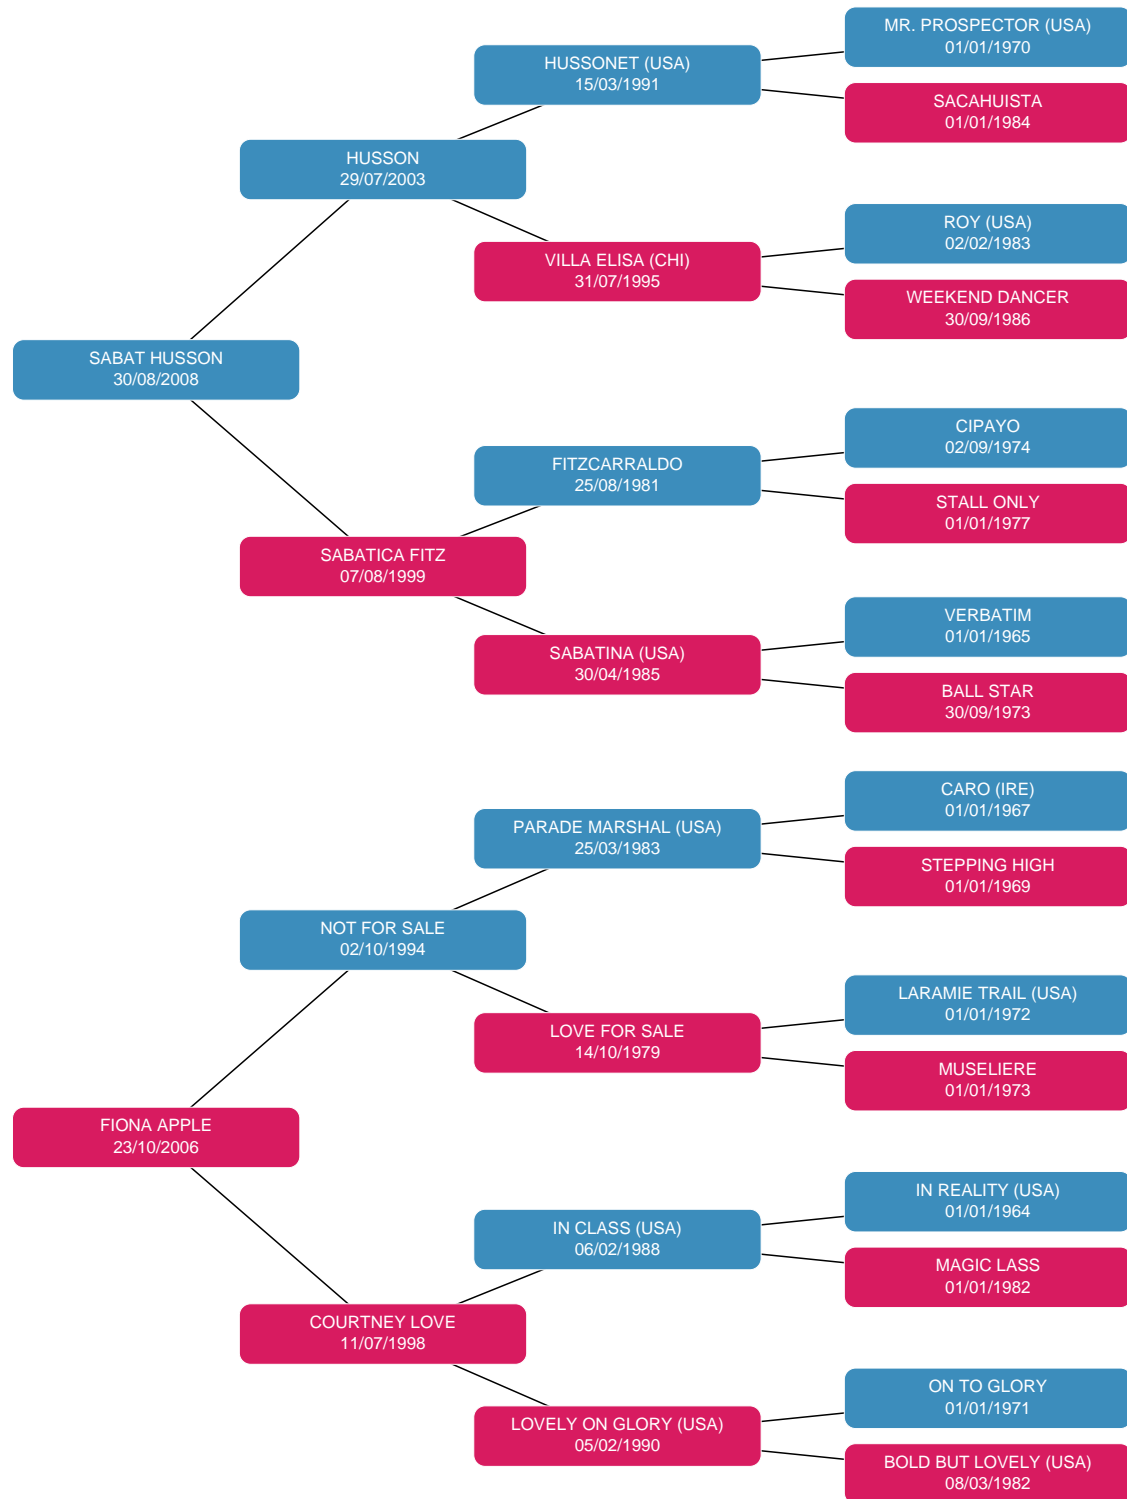 MR. PROSPECTOR (USA)
01/01/1970
HUSSONET (USA)
15/03/1991
SACAHUISTA
01/01/1984
HUSSON
29/07/2003
ROY (USA)
02/02/1983
VILLA ELISA (CHI)
31/07/1995
WEEKEND DANCER
30/09/1986
SABAT HUSSON
30/08/2008
CIPAYO
02/09/1974
FITZCARRALDO
25/08/1981
STALL ONLY
01/01/1977
SABATICA FITZ
07/08/1999
VERBATIM
01/01/1965
SABATINA (USA)
30/04/1985
BALL STAR
30/09/1973
CARO (IRE)
01/01/1967
PARADE MARSHAL (USA)
25/03/1983
STEPPING HIGH
01/01/1969
NOT FOR SALE
02/10/1994
LARAMIE TRAIL (USA)
01/01/1972
LOVE FOR SALE
14/10/1979
MUSELIERE
01/01/1973
FIONA APPLE
23/10/2006
IN REALITY (USA)
01/01/1964
IN CLASS (USA)
06/02/1988
MAGIC LASS
01/01/1982
COURTNEY LOVE
11/07/1998
ON TO GLORY
01/01/1971
LOVELY ON GLORY (USA)
05/02/1990
BOLD BUT LOVELY (USA)
08/03/1982